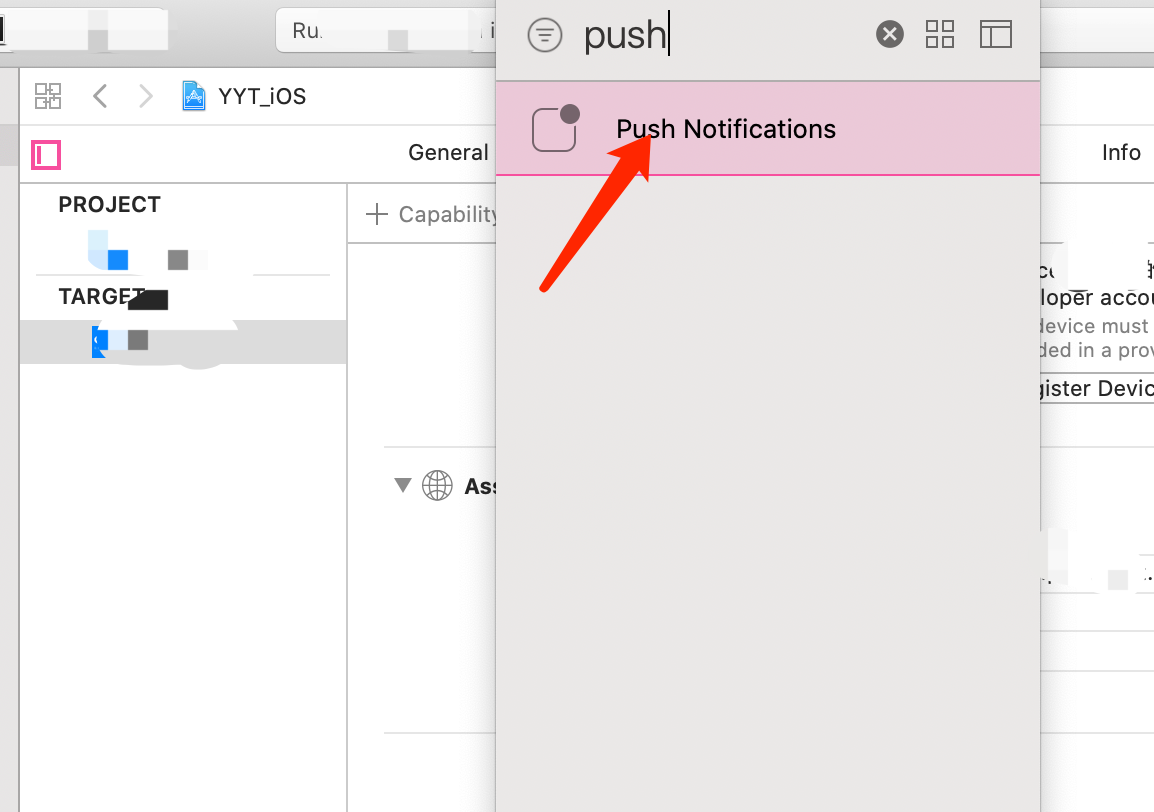 push
YYT_iOS
Push Notifications
General
Info
PROJECT
Capability
TARGET
loper accou
device must
ded in a prov
gister Devic
Ass